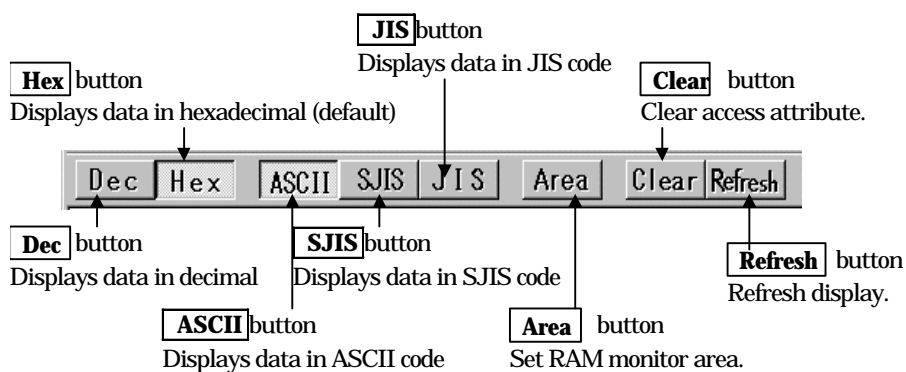 JIS button
Displays data in JIS code
Hex button
Displays data in hexadecimal (default)
Clear button
Clear access attribute.
Dec Hex ASCII SJIS JIS Area Clear Refresh
Dec button
Displays data in decimal
SJIS button
Displays data in SJIS code
Refresh button
Refresh display.
ASCII button
Displays data in ASCII code
Area button
Set RAM monitor area.